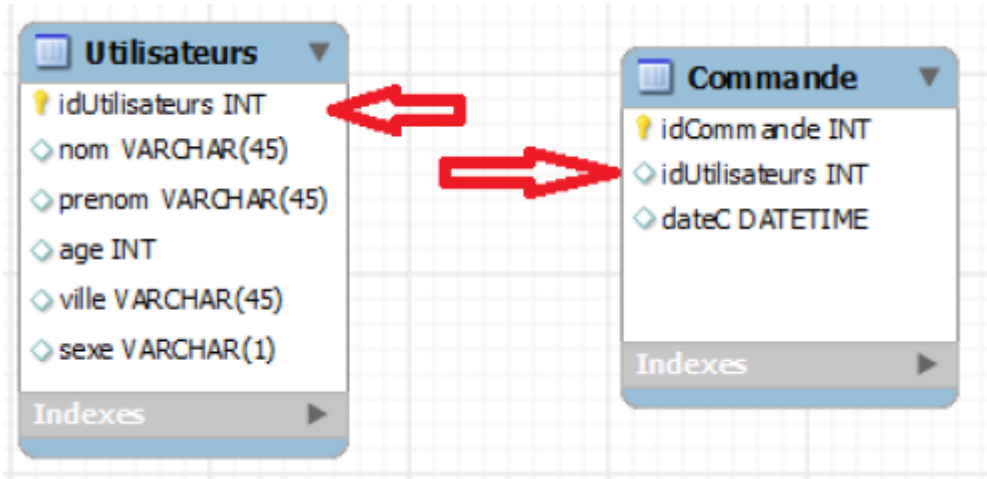 Utilisateurs
idUtilisateurs INT
nom VARCHAR(45)
prenom VARCHAR(45)
age INT
ville VARCHAR(45)
sexe VARCHAR(1)
Indexes
Commande
idCommande INT
idUtilisateurs INT
dateC DATETIME
Indexes